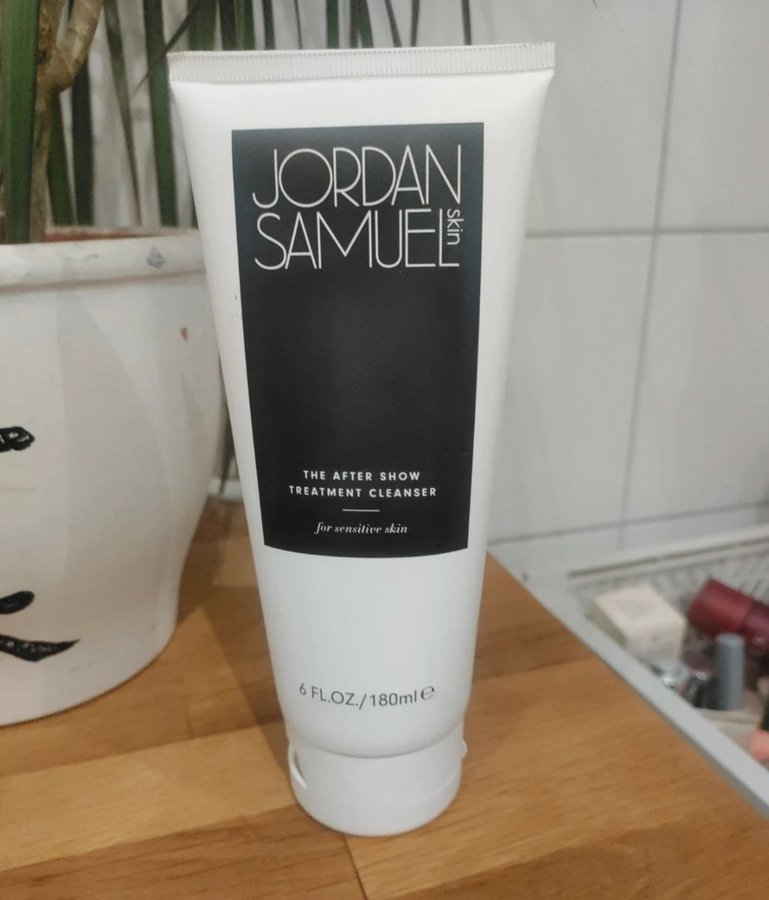 JORDAN
SAMUEL skin
THE AFTER SHOW
TREATMENT CLEANSER
for sensitive skin
6 FL.OZ./180ml ℮